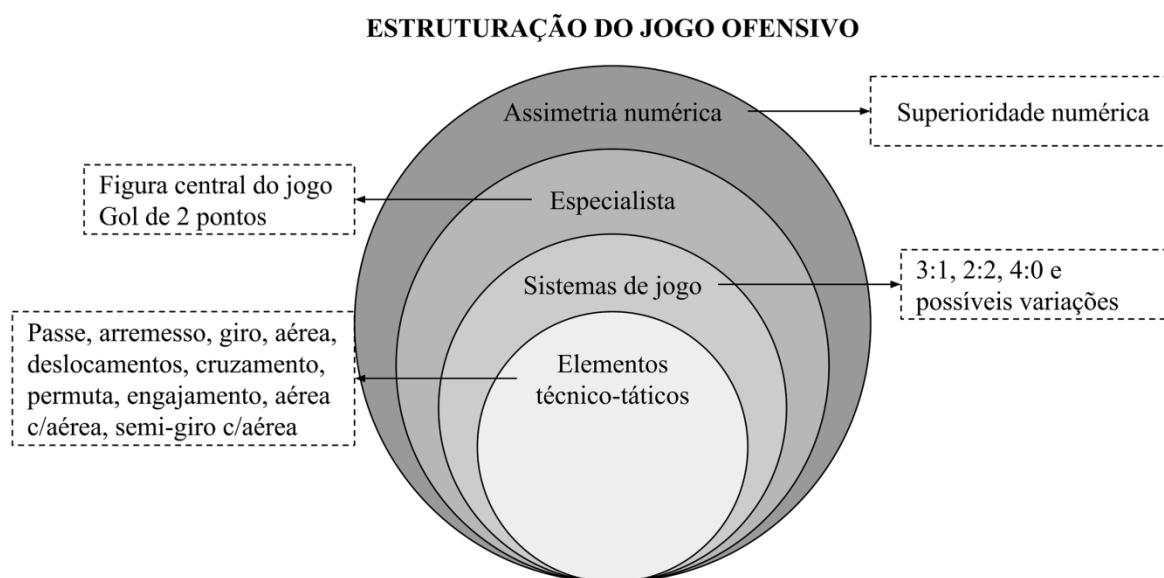 ESTRUTURAÇÃO DO JOGO OFENSIVO
Assimetria numérica
Superioridade numérica
Figura central do jogo
Gol de 2 pontos
Especialista
Sistemas de jogo
3:1, 2:2, 4:0 e
possíveis variações
Passe, arremesso, giro, aérea,
deslocamentos, cruzamento,
permuta, engajamento, aérea
c/aérea, semi-giro c/aérea
Elementos
técnico-táticos